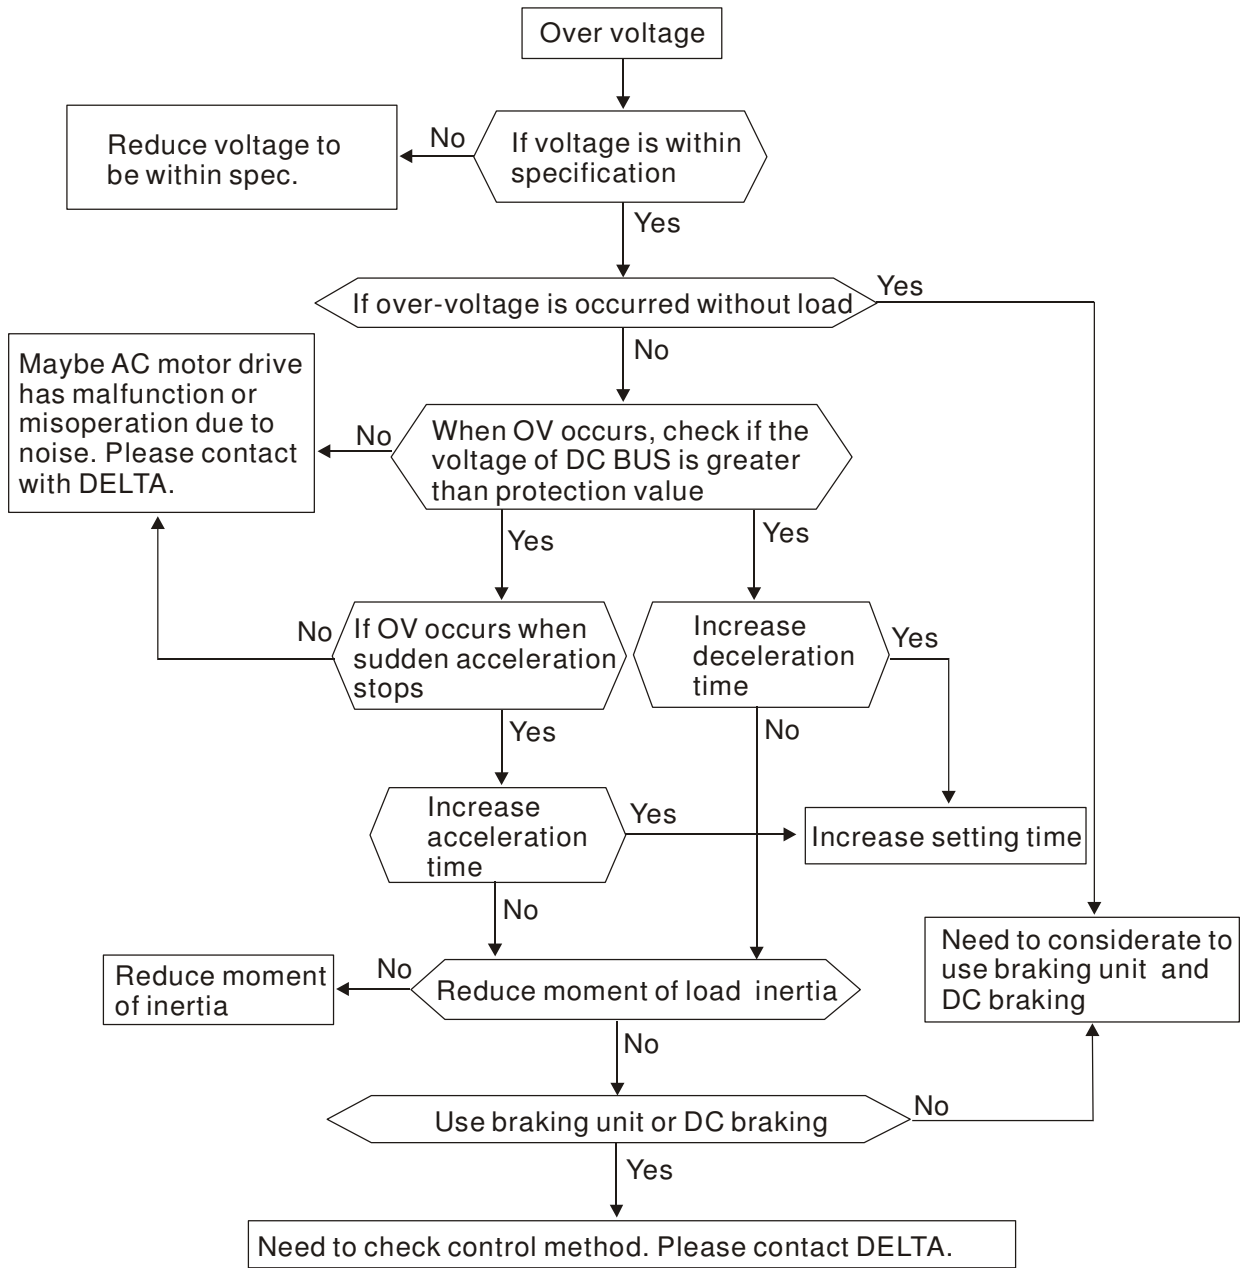 Over voltage
Reduce voltage to
be within spec.
No
If voltage is within
specification
Yes
If over-voltage is occurred without load
Yes
No
Maybe AC motor drive
has malfunction or
misoperation due to
noise. Please contact
with DELTA.
No
When OV occurs, check if the
voltage of DC BUS is greater
than protection value
Yes
Yes
No
If OV occurs when
sudden acceleration
stops
Increase
deceleration
time
Yes
Yes
No
Increase
acceleration
time
Yes
Increase setting time
No
Need to considerate to
use braking unit and
DC braking
Reduce moment
of inertia
No
Reduce moment of load inertia
No
Use braking unit or DC braking
No
Yes
Need to check control method. Please contact DELTA.